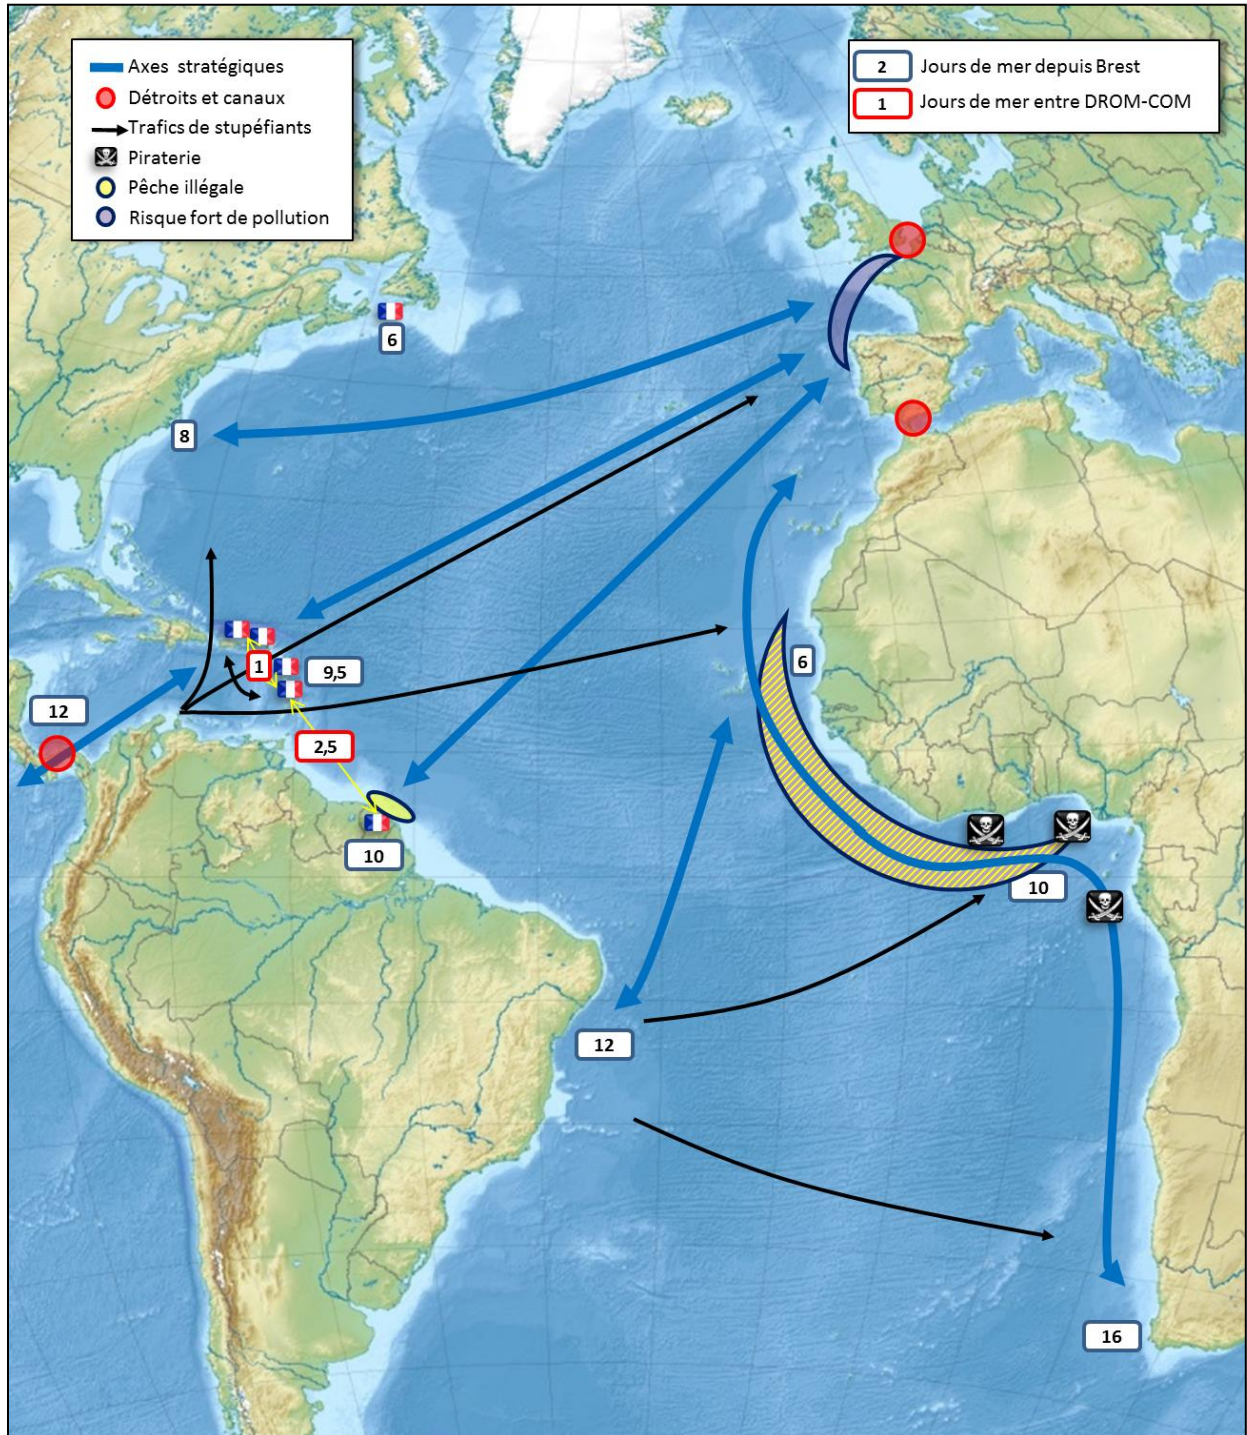 Axes stratégiques
Détroits et canaux
Trafics de stupéfiants
Piraterie
Pêche illégale
Risque fort de pollution
2 Jours de mer depuis Brest
1 Jours de mer entre DROM-COM
6
8
6
1
9,5
12
2,5
10
10
12
16